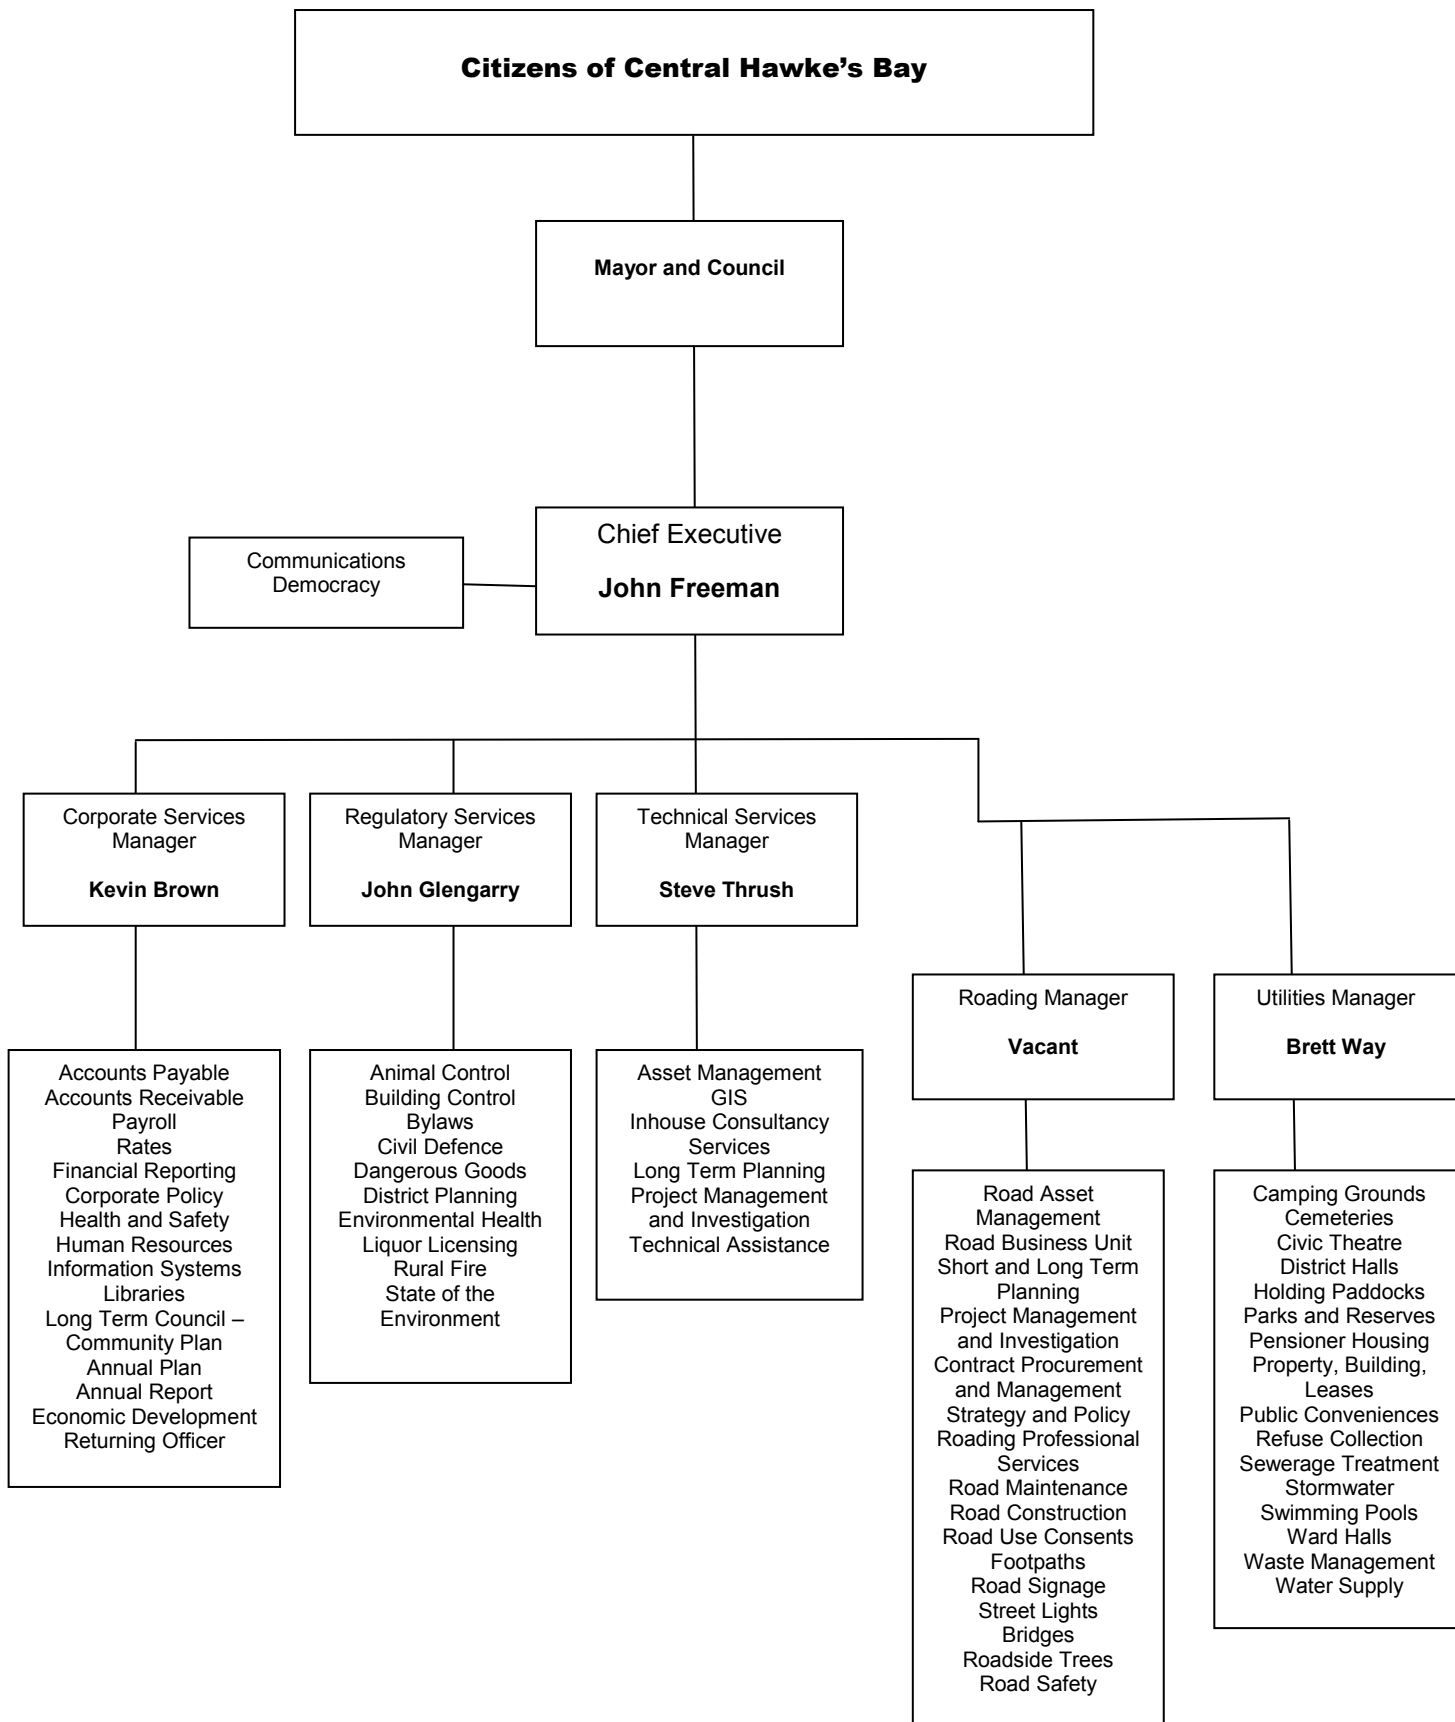 Citizens of Central Hawke's Bay
Mayor and Council
Chief Executive
John Freeman
Communications
Democracy
Corporate Services
Manager
Kevin Brown
Regulatory Services
Manager
John Glengarry
Technical Services
Manager
Steve Thrush
Roading Manager
Vacant
Utilities Manager
Brett Way
Accounts Payable
Accounts Receivable
Payroll
Rates
Financial Reporting
Corporate Policy
Health and Safety
Human Resources
Information Systems
Libraries
Long Term Council –
Community Plan
Annual Plan
Annual Report
Economic Development
Returning Officer
Animal Control
Building Control
Bylaws
Civil Defence
Dangerous Goods
District Planning
Environmental Health
Liquor Licensing
Rural Fire
State of the
Environment
Asset Management
GIS
Inhouse Consultancy
Services
Long Term Planning
Project Management
and Investigation
Technical Assistance
Road Asset
Management
Road Business Unit
Short and Long Term
Planning
Project Management
and Investigation
Contract Procurement
and Management
Strategy and Policy
Roading Professional
Services
Road Maintenance
Road Construction
Road Use Consents
Footpaths
Road Signage
Street Lights
Bridges
Roadside Trees
Road Safety
Camping Grounds
Cemeteries
Civic Theatre
District Halls
Holding Paddocks
Parks and Reserves
Pensioner Housing
Property, Building,
Leases
Public Conveniences
Refuse Collection
Sewerage Treatment
Stormwater
Swimming Pools
Ward Halls
Waste Management
Water Supply